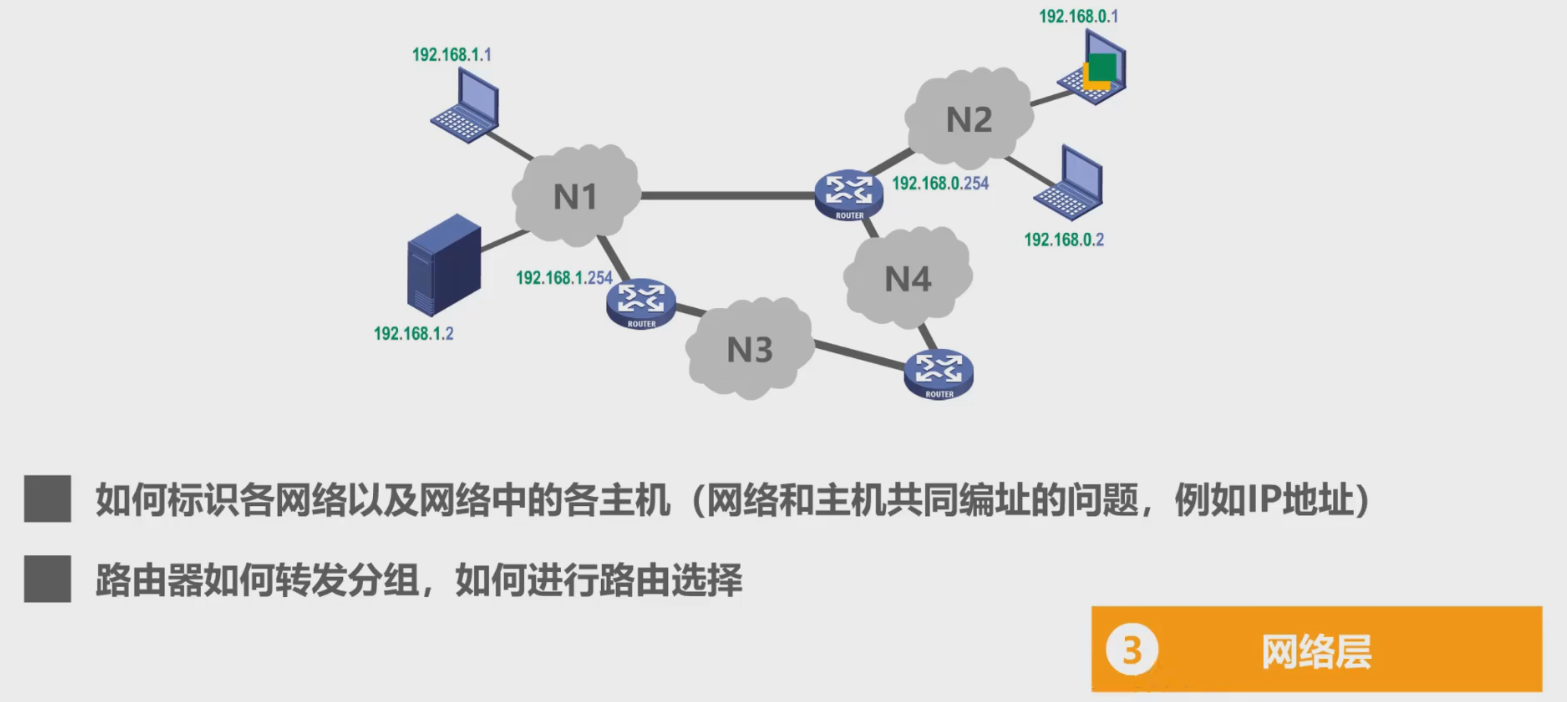 192.168.0.1
192.168.1.1
N2
192.168.0.254
N1
ROUTER
192.168.0.2
192.168.1.254
N4
ROUTER
192.168.1.2
N3
ROUTER
如何标识各网络以及网络中的各主机（网络和主机共同编址的问题，例如IP地址）
路由器如何转发分组，如何进行路由选择
3 网络层